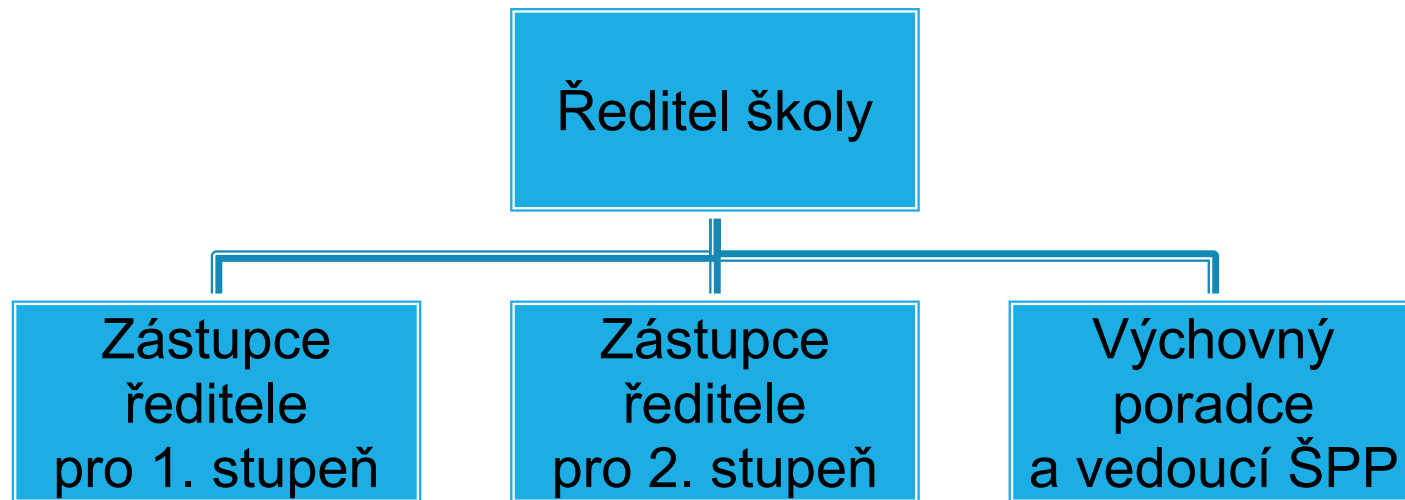 Ředitel školy
Zástupce
ředitele
pro 1. stupeň
Zástupce
ředitele
pro 2. stupeň
Výchovný
poradce
a vedoucí ŠPP